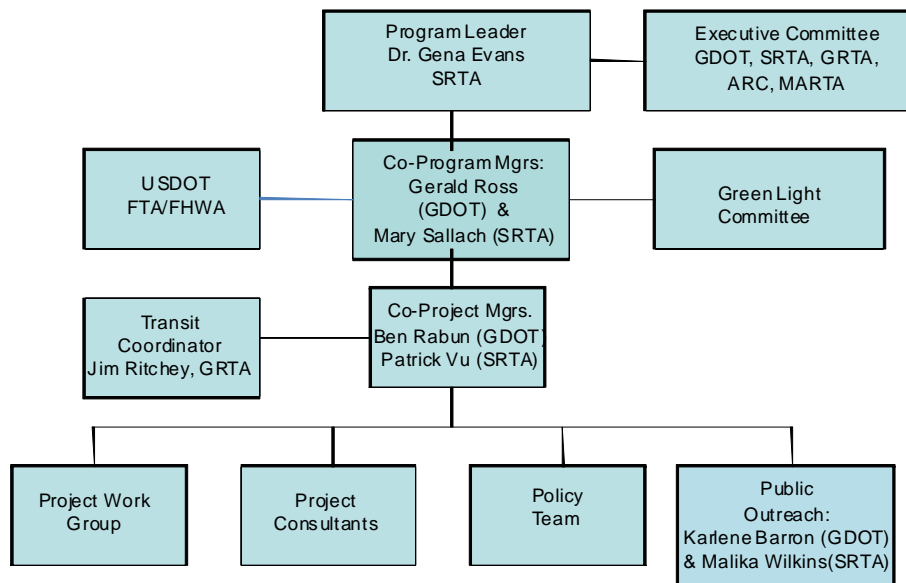 Program Leader
Dr. Gena Evans
SRTA
Executive Committee
GDOT, SRTA, GRTA,
ARC, MARTA
USDOT
FTA/FHWA
Co-Program Mgrs:
Gerald Ross
(GDOT) &
Mary Sallach (SRTA)
Green Light
Committee
Transit
Coordinator
Jim Ritchey, GRTA
Co-Project Mgrs.
Ben Rabun (GDOT)
Patrick Vu (SRTA)
Project Work
Group
Project
Consultants
Policy
Team
Public
Outreach:
Karlene Barron (GDOT)
& Malika Wilkins(SRTA)